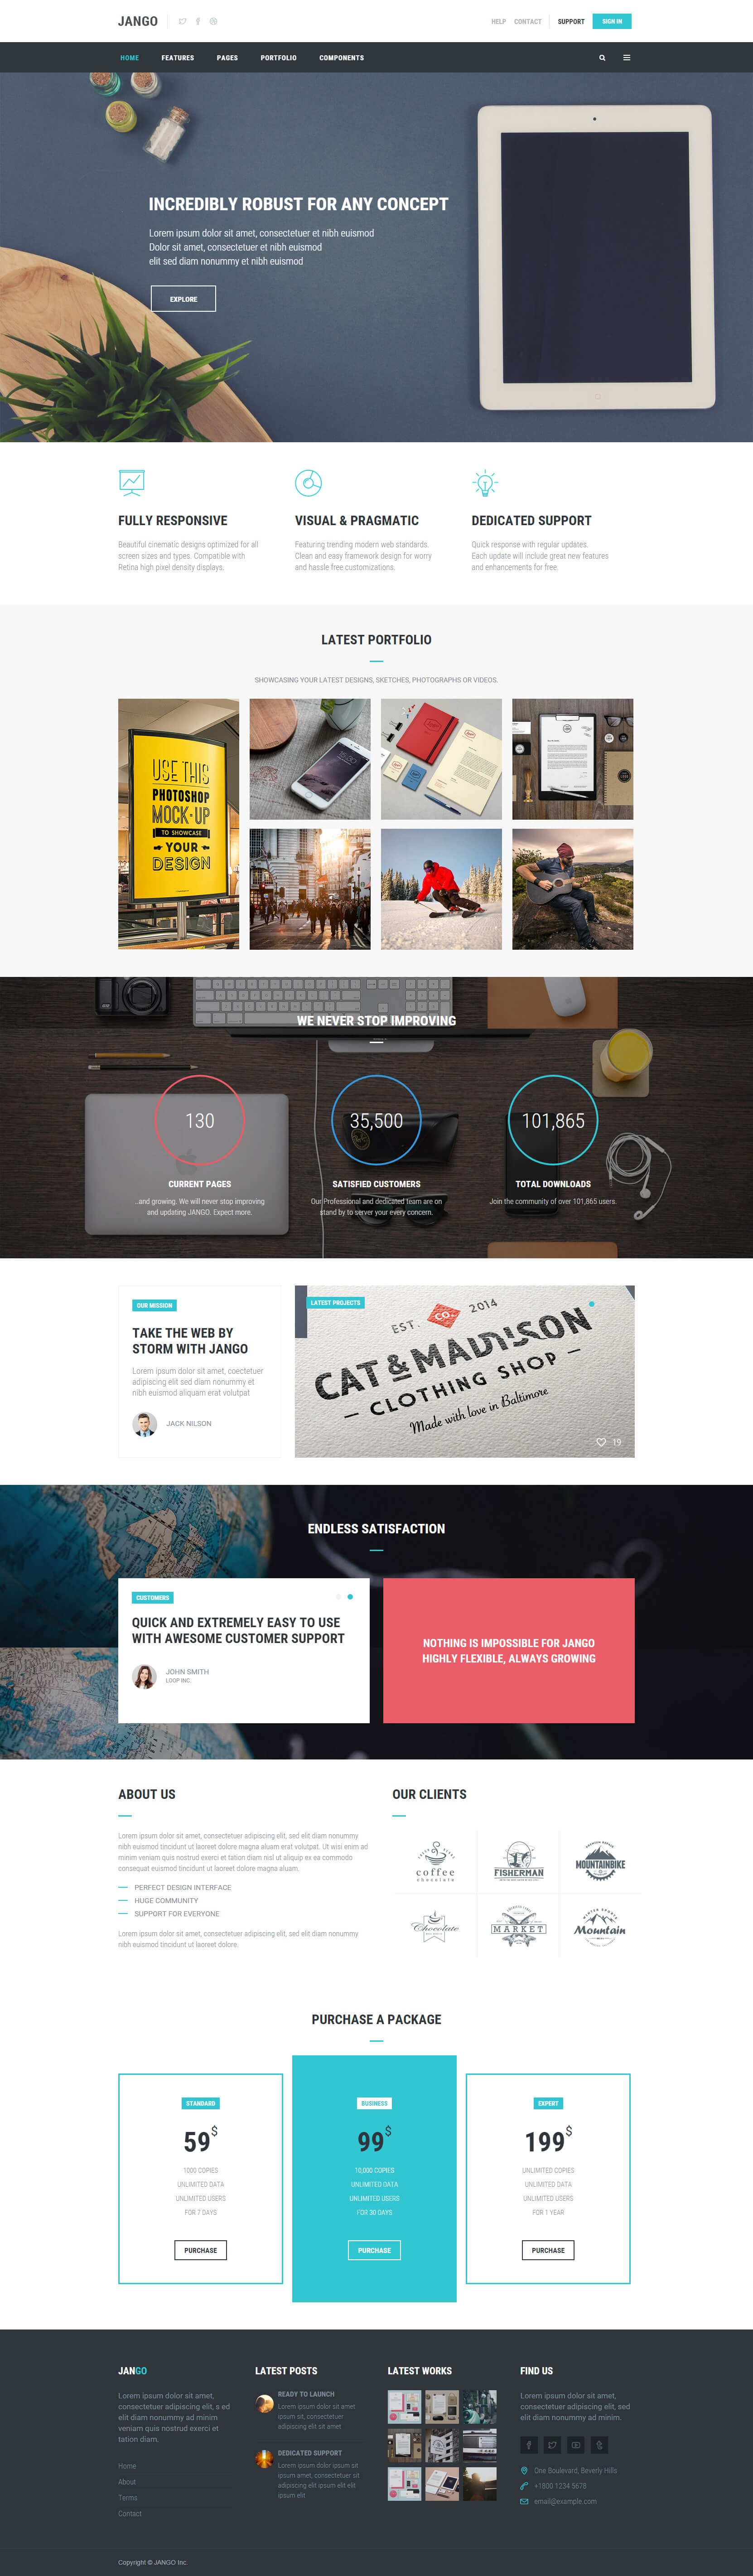 JANGO
HELP CONTACT SUPPORT SIGN IN
HOME FEATURES PAGES PORTFOLIO COMPONENTS
INCREDIBLY ROBUST FOR ANY CONCEPT
Lorem ipsum dolor sit amet, consectetuer et nibh euismod
Dolor sit amet, consectetuer et nibh euismod
elit sed diam nonummy et nibh euismod
EXPLORE
FULLY RESPONSIVE
Beautiful cinematic designs optimized for all
screen sizes and types. Compatible with
Retina high pixel density displays.
VISUAL & PRAGMATIC
Featuring trending modern web standards.
Clean and easy framework design for worry
and hassle free customizations.
DEDICATED SUPPORT
Quick response with regular updates.
Each update will include great new features
and enhancements for free.
LATEST PORTFOLIO
SHOWCASING YOUR LATEST DESIGNS, SKETCHES, PHOTOGRAPHS OR VIDEOS.
USE THIS
PHOTOSHOP
MOCK-UP
TO SHOWCASE
YOUR
DESIGN
WE NEVER STOP IMPROVING
130
CURRENT PAGES
...and growing. We will never stop improving
and updating JANGO. Expect more.
35,500
SATISFIED CUSTOMERS
Our Professional and dedicated team are on
stand by to server your every concern.
101,865
TOTAL DOWNLOADS
Join the community of over 101,865 users.
OUR MISSION
TAKE THE WEB BY
STORM WITH JANGO
Lorem ipsum dolor sit amet, coectetuer
adipiscing elit sed diam nonummy et
nibh euismod aliquam erat volutpat
JACK NILSON
LATEST PROJECTS
EST. CO. 2014
CAT & MADISON
CLOTHING SHOP
Made with love in Baltimore
19
ENDLESS SATISFACTION
CUSTOMERS
QUICK AND EXTREMELY EASY TO USE
WITH AWESOME CUSTOMER SUPPORT
JOHN SMITH
LOOP INC.
NOTHING IS IMPOSSIBLE FOR JANGO
HIGHLY FLEXIBLE, ALWAYS GROWING
ABOUT US
Lorem ipsum dolor sit amet, consectetuer adipiscing elit, sed elit diam nonummy
nibh euismod tincidunt ut laoreet dolore magna aluam erat volutpat. Ut wisi enim ad
minim veniam quis nostrud exerci et tation diam nisl ut aliquip ex ea commodo
consequat euismod tincidunt ut laoreet dolore magna aluam.
PERFECT DESIGN INTERFACE
HUGE COMMUNITY
SUPPORT FOR EVERYONE
Lorem ipsum dolor sit amet, consectetuer adipiscing elit, sed elit diam nonummy
nibh euismod tincidunt ut laoreet dolore.
OUR CLIENTS
coffee
chocolate
FISHERMAN
MOUNTAINBIKE
Chocolate
MARKET
WINTER SPORTS
Mountain
PURCHASE A PACKAGE
STANDARD
59$
1000 COPIES
UNLIMITED DATA
UNLIMITED USERS
FOR 7 DAYS
PURCHASE
BUSINESS
99$
10,000 COPIES
UNLIMITED DATA
UNLIMITED USERS
FOR 30 DAYS
PURCHASE
EXPERT
199$
UNLIMITED COPIES
UNLIMITED DATA
UNLIMITED USERS
FOR 1 YEAR
PURCHASE
JANGO
Lorem ipsum dolor sit amet,
consectetuer adipiscing elit, s ed
elit diam nonummy ad minim
veniam quis nostrud exerci et
tation diam.
Home
About
Terms
Contact
LATEST POSTS
READY TO LAUNCH
Lorem ipsum dolor sit amet
ipsum sit, consectetuer
adipiscing elit sit amet
DEDICATED SUPPORT
Lorem ipsum dolor ipsum sit
ipsum amet, consectetuer sit
adipiscing elit ipsum elit elit
ipsum elit
LATEST WORKS
FIND US
Lorem ipsum dolor sit amet,
consectetuer adipiscing elit, sed
elit diam nonummy ad minim.
One Boulevard, Beverly Hills
+1800 1234 5678
email@example.com
Copyright © JANGO Inc.